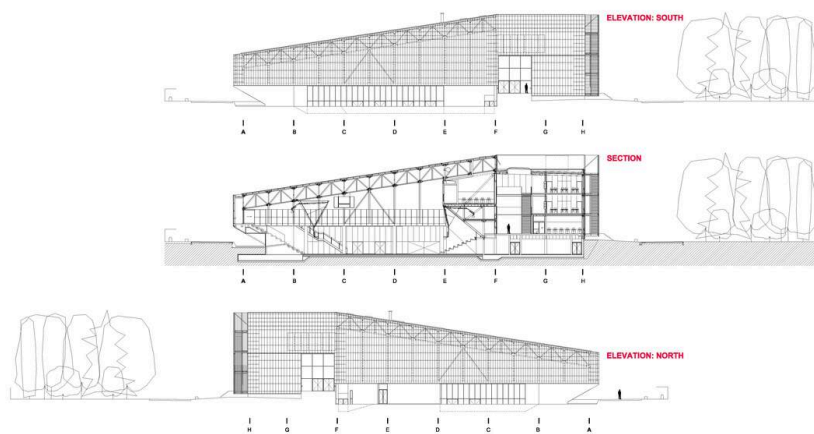 ELEVATION: SOUTH
A B C D E F G H
SECTION
A B C D E F G H
ELEVATION: NORTH
H G F E D C B A